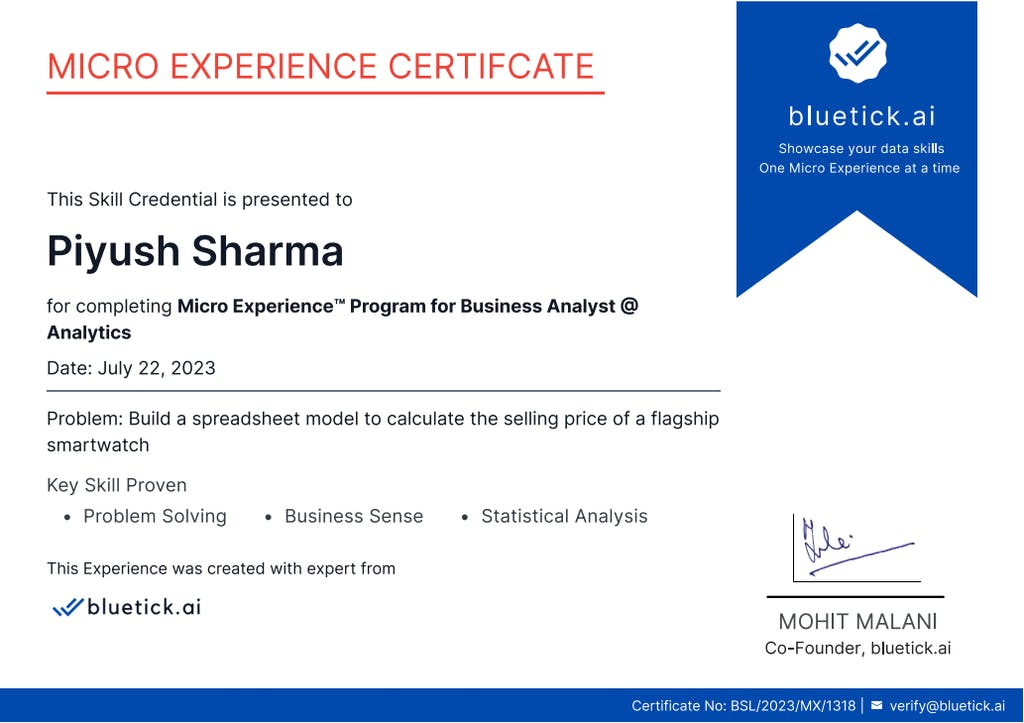 MICRO EXPERIENCE CERTIFCATE
bluetick.ai
Showcase your data skills
One Micro Experience at a time
This Skill Credential is presented to
Piyush Sharma
for completing Micro Experience™ Program for Business Analyst @
Analytics
Date: July 22, 2023
Problem: Build a spreadsheet model to calculate the selling price of a flagship
smartwatch
Key Skill Proven
• Problem Solving • Business Sense • Statistical Analysis
This Experience was created with expert from
bluetick.ai
MOHIT MALANI
Co-Founder, bluetick.ai
Certificate No: BSL/2023/MX/1318 | verify@bluetick.ai